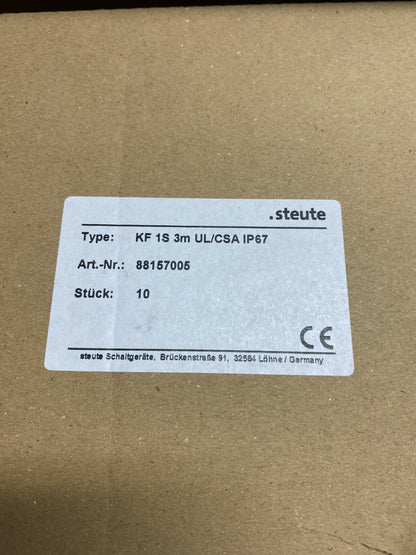 .steute
Type: KF 1S 3m UL/CSA IP67
Art.-Nr.: 88157005
Stück: 10
CE
steute Schaltgeräte, Brückenstraße 91, 32584 Löhne / Germany